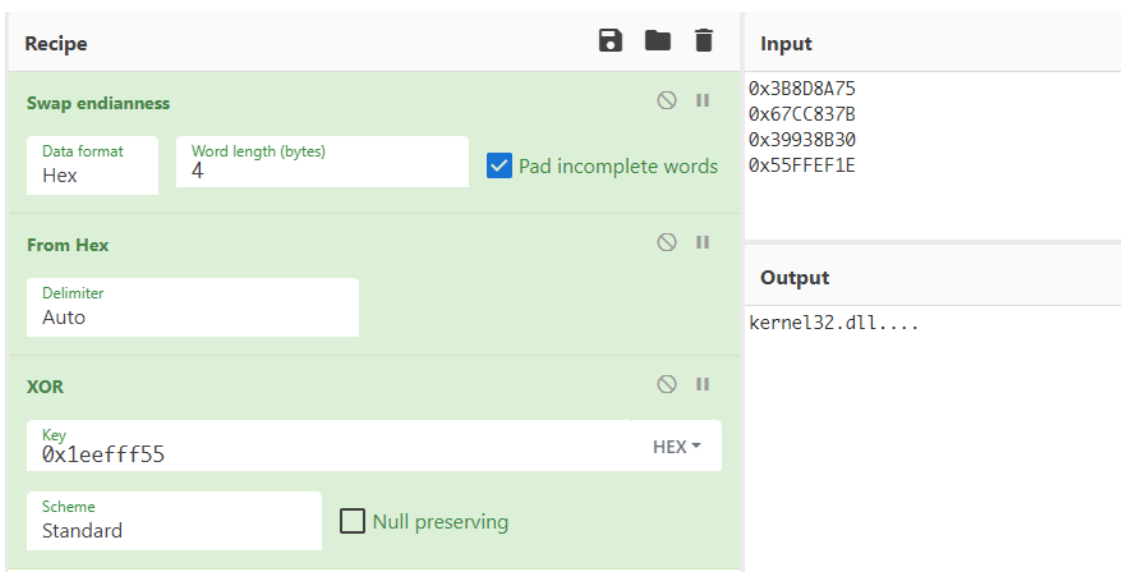 Recipe
Swap endianness
Data format
Hex
Word length (bytes)
4
Pad incomplete words
From Hex
Delimiter
Auto
XOR
Key
0x1eefff55
HEX
Scheme
Standard
Null preserving
Input
0x3B8D8A75
0x67CC837B
0x39938B30
0x55FFEF1E
Output
kernel32.dll....